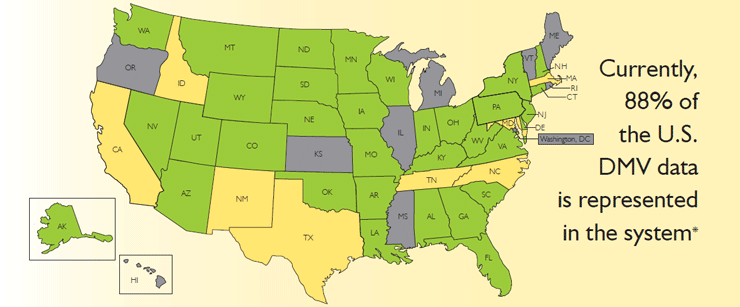 WA
OR
CA
ID
NV
AZ
MT
WY
UT
CO
NM
ND
SD
NE
KS
OK
TX
MN
IA
MO
AR
LA
WI
IL
MS
MI
IN
OH
KY
TN
AL
GA
FL
SC
NC
VA
WV
PA
NY
VT
ME
NH
MA
RI
CT
NJ
DE
MD
Washington, DC
AK
HI
Currently,
88% of
the U.S.
DMV data
is represented
in the system*